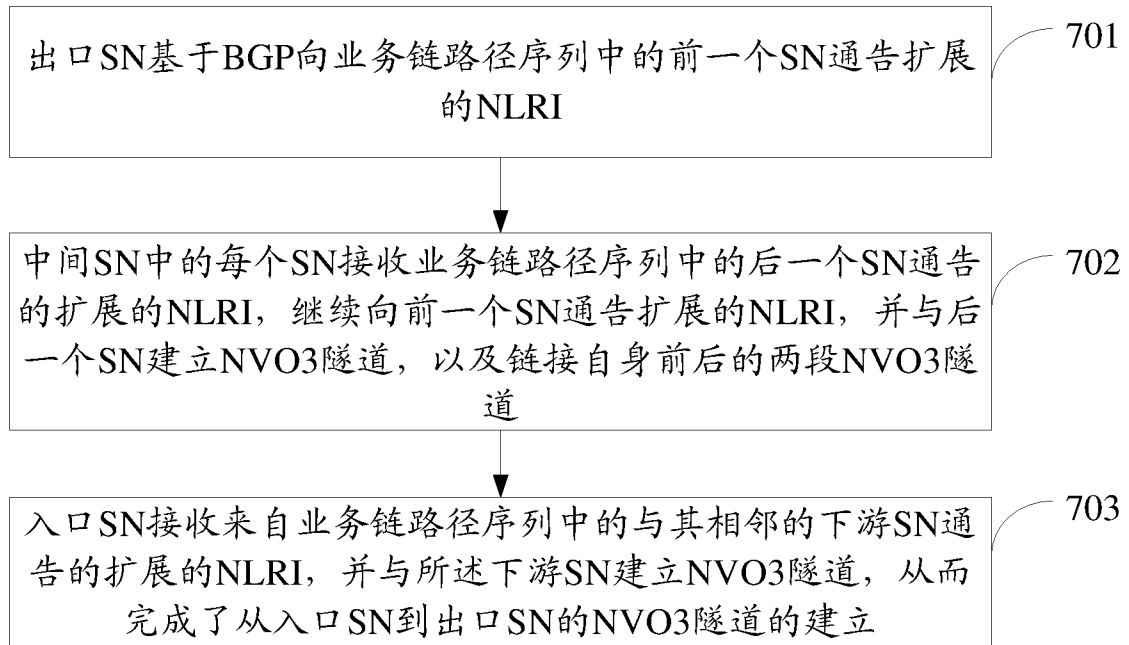 出口SN基于BGP向业务链路径序列中的前一个SN通告扩展
的NLRI
701
中间SN中的每个SN接收业务链路径序列中的后一个SN通告
的扩展的NLRI，继续向前一个SN通告扩展的NLRI，并与后
一个SN建立NVO3隧道，以及链接自身前后的两段NVO3隧
道
702
入口SN接收来自业务链路径序列中的与其相邻的下游SN通
告的扩展的NLRI，并与所述下游SN建立NVO3隧道，从而
完成了从入口SN到出口SN的NVO3隧道的建立
703